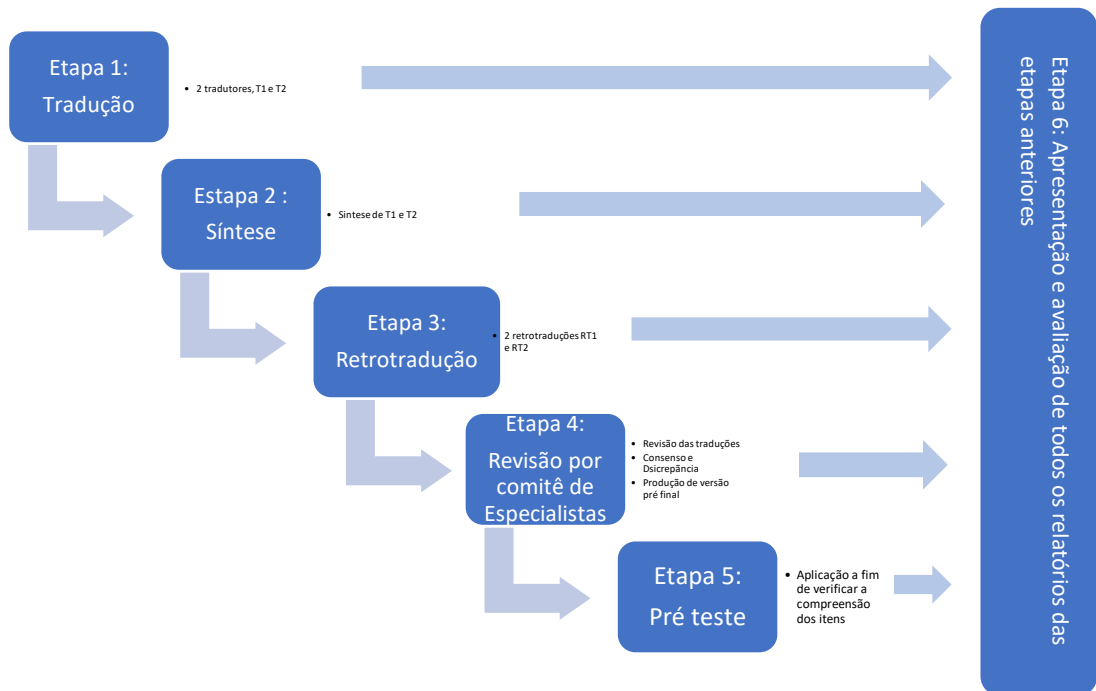 Etapa 1:
Tradução
• 2 tradutores, T1 e T2
Estapa 2 :
Síntese
• Sintese de T1 e T2
Etapa 3:
Retrotradução
• 2 retrotraduções RT1
e RT2
Etapa 4:
Revisão por
comitê de
Especialistas
• Revisão das traduções
• Consenso e
Dsicrepância
• Produção de versão
pré final
Etapa 5:
Pré teste
• Aplicação a fim
de verificar a
compreensão
dos itens
Etapa 6: Apresentação e avaliação de todos os relatórios das
etapas anteriores